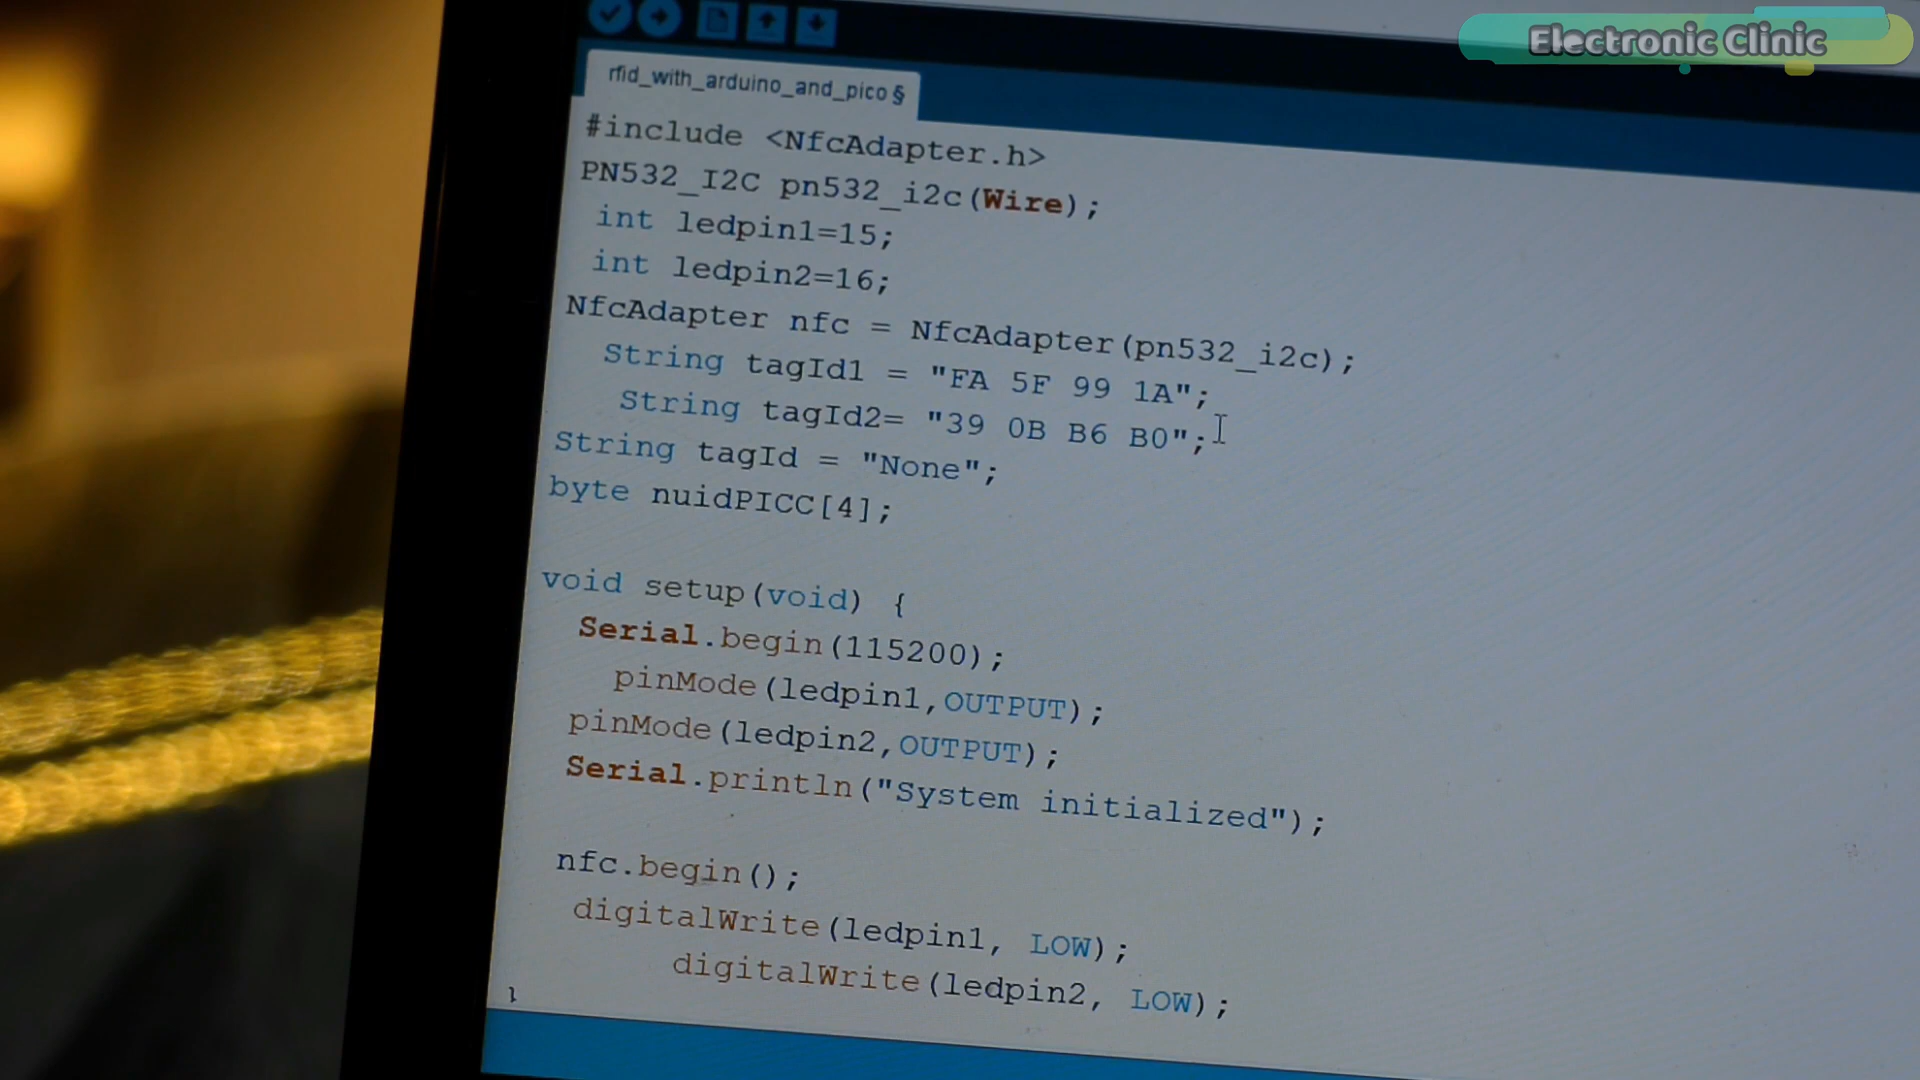 Electronic Clinic
rfid_with_arduino_and_pico §
#include <NfcAdapter.h>
PN532_I2C pn532_i2c(Wire);
int ledpin1=15;
int ledpin2=16;
NfcAdapter nfc = NfcAdapter(pn532_i2c);
String tagId1 = "FA 5F 99 1A";
String tagId2= "39 0B B6 B0";
String tagId = "None";
byte nuidPICC[4];
void setup(void) {
Serial.begin(115200);
pinMode(ledpin1,OUTPUT);
pinMode(ledpin2,OUTPUT);
Serial.println("System initialized");
nfc.begin();
digitalWrite(ledpin1, LOW);
digitalWrite(ledpin2, LOW);
}